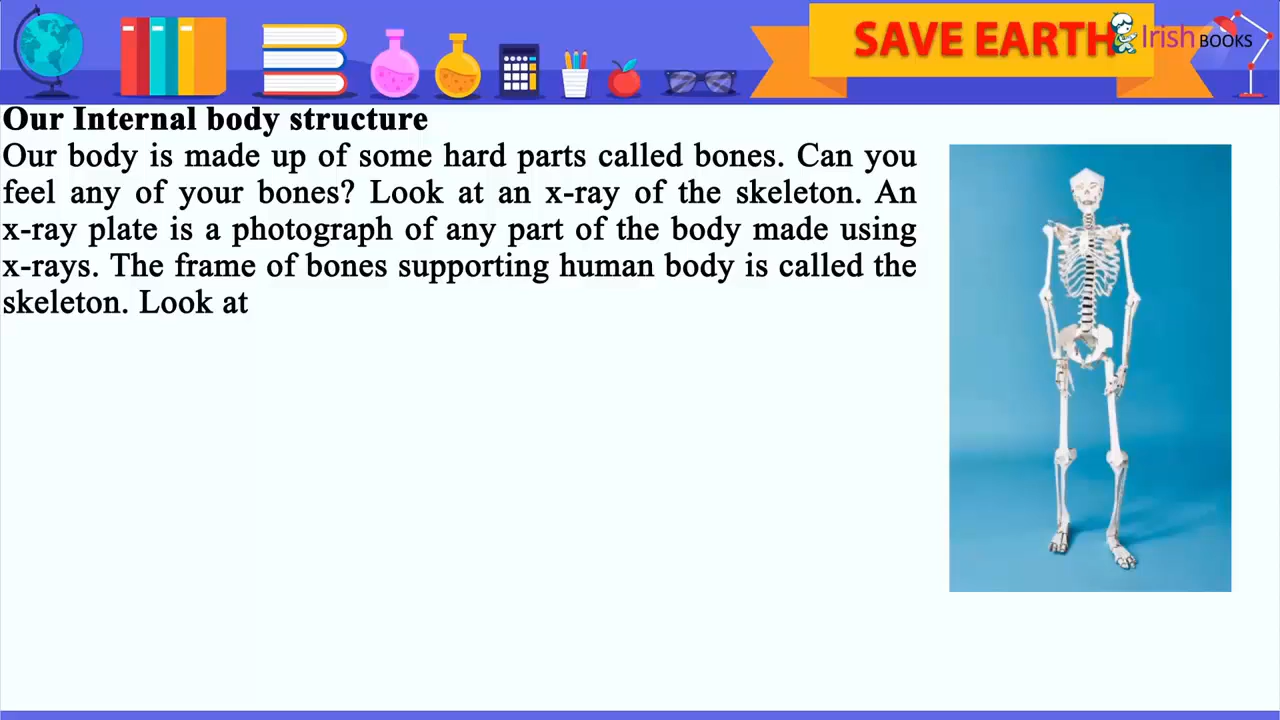 SAVE EARTH
Irish BOOKS
Our Internal body structure
Our body is made up of some hard parts called bones. Can you
feel any of your bones? Look at an x-ray of the skeleton. An
x-ray plate is a photograph of any part of the body made using
x-rays. The frame of bones supporting human body is called the
skeleton. Look at